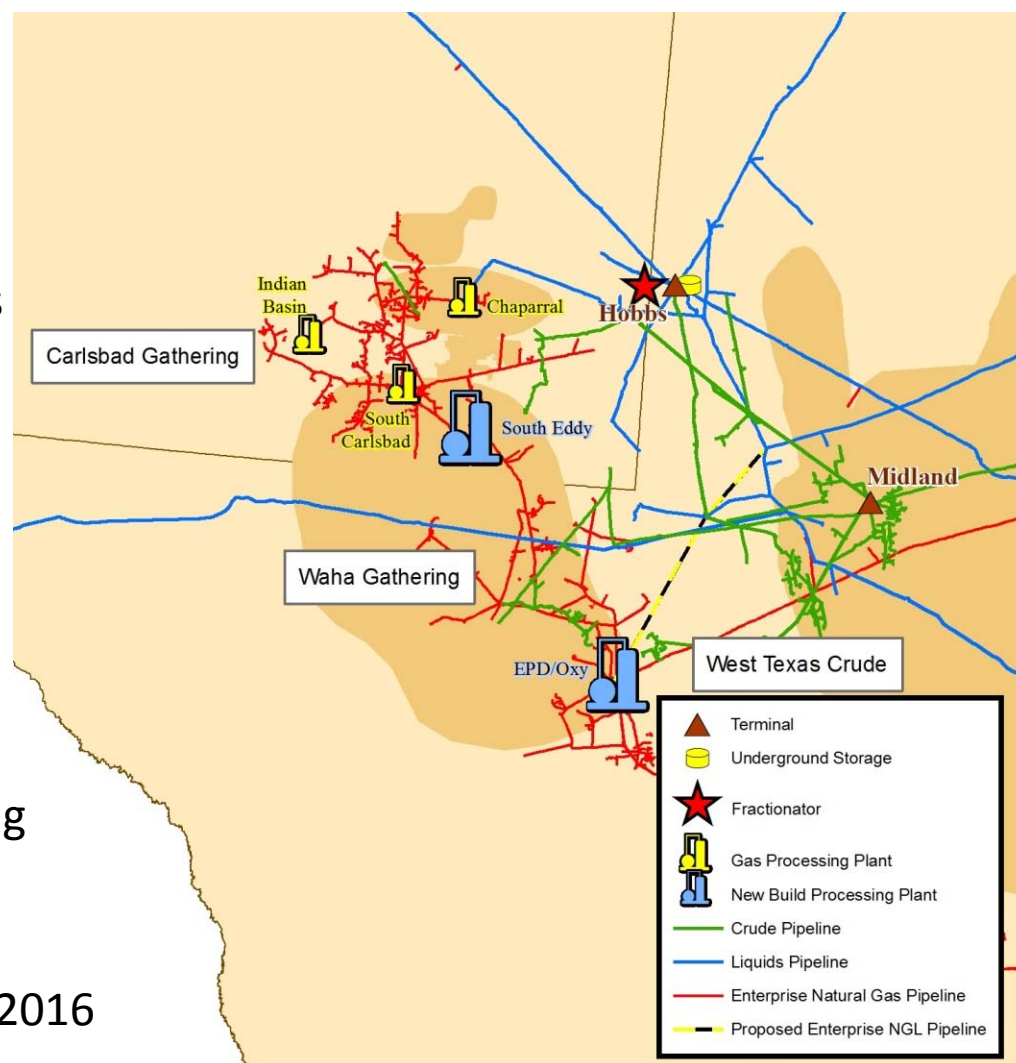 s
Indian
Basin
Chaparral
Hobbs
Carlsbad Gathering
South
Carlsbad
South Eddy
Midland
Waha Gathering
EPD/Oxy
West Texas Crude
Terminal
Underground Storage
Fractionator
g
Gas Processing Plant
New Build Processing Plant
Crude Pipeline
Liquids Pipeline
Enterprise Natural Gas Pipeline
2016
Proposed Enterprise NGL Pipeline